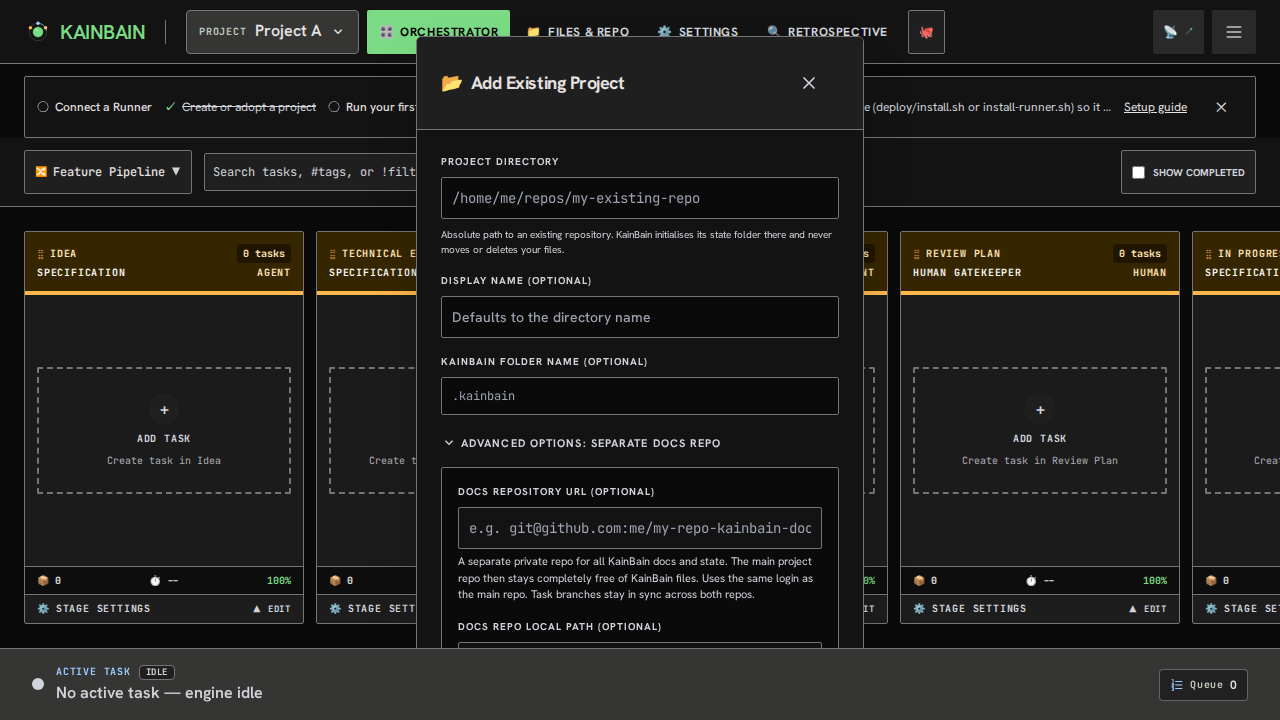 KAINBAIN
PROJECT Project A
ORCHESTRATOR
FILES & REPO
SETTINGS
RETROSPECTIVE
Connect a Runner
Create or adopt a project
Run your first
(deploy/install.sh or install-runner.sh) so it ...
Setup guide
Feature Pipeline
Search tasks, #tags, or !filt
SHOW COMPLETED
Add Existing Project
PROJECT DIRECTORY
/home/me/repos/my-existing-repo
Absolute path to an existing repository. KainBain initialises its state folder there and never
moves or deletes your files.
DISPLAY NAME (OPTIONAL)
Defaults to the directory name
KAINBAIN FOLDER NAME (OPTIONAL)
.kainbain
ADVANCED OPTIONS: SEPARATE DOCS REPO
DOCS REPOSITORY URL (OPTIONAL)
e.g. git@github.com:me/my-repo-kainbain-doc
A separate private repo for all KainBain docs and state. The main project
repo then stays completely free of KainBain files. Uses the same login as
the main repo. Task branches stay in sync across both repos.
DOCS REPO LOCAL PATH (OPTIONAL)
IDEA
0 tasks
SPECIFICATION
AGENT
ADD TASK
Create task in Idea
0
--
100%
STAGE SETTINGS
EDIT
TECHNICAL E
SPECIFICATION
Create t
0
STAGE SETT
REVIEW PLAN
0 tasks
HUMAN GATEKEEPER
HUMAN
ADD TASK
Create task in Review Plan
0
--
100%
STAGE SETTINGS
EDIT
IN PROGRES
SPECIFICATI
Crea
0
STAGE SET
ACTIVE TASK
IDLE
No active task — engine idle
Queue 0